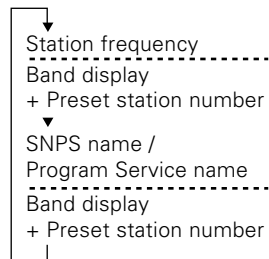 Station frequency
Band display
+ Preset station number
SNPS name /
Program Service name
Band display
+ Preset station number